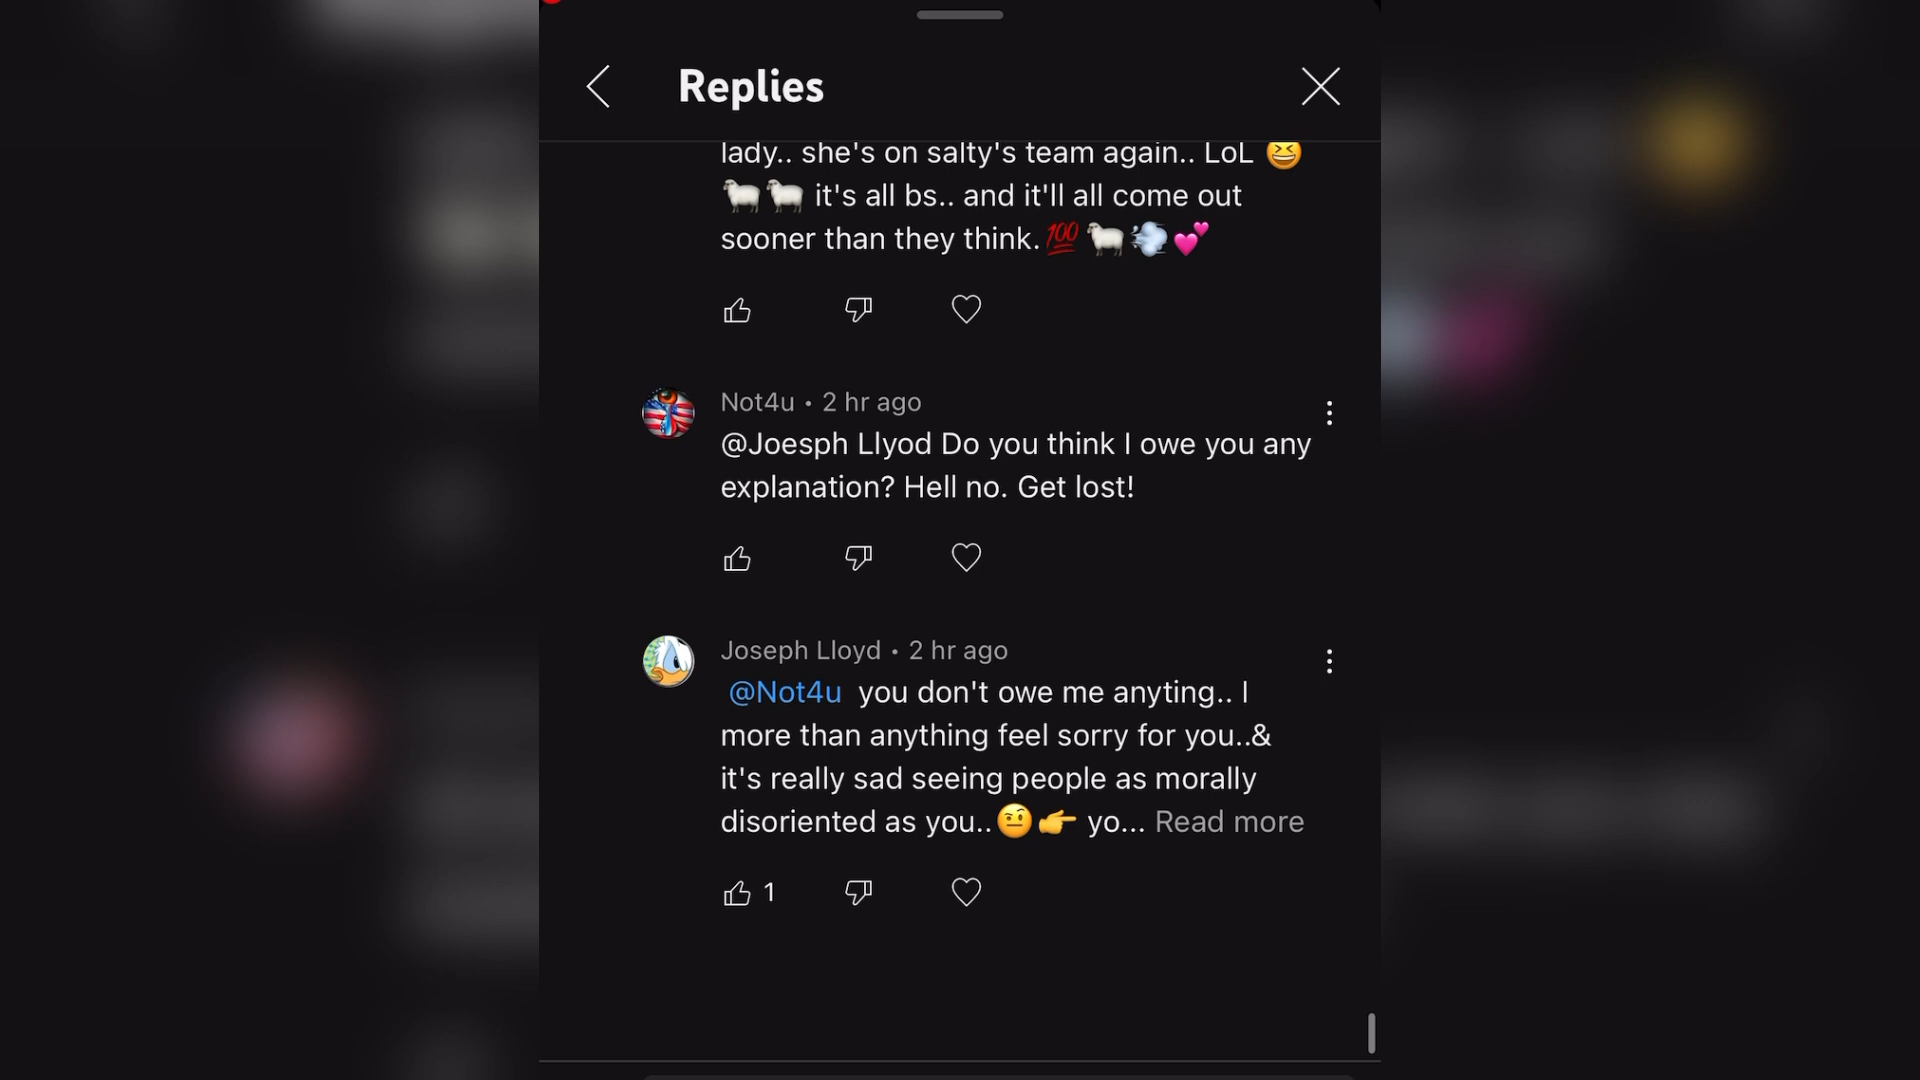 Replies
lady.. she's on salty's team again.. LoL 😆
🐑🐑 it's all bs.. and it'll all come out
sooner than they think.💯🐑💨💕
Not4u • 2 hr ago
@Joesph Llyod Do you think I owe you any
explanation? Hell no. Get lost!
Joseph Lloyd • 2 hr ago
@Not4u you don't owe me anyting.. I
more than anything feel sorry for you..&
it's really sad seeing people as morally
disoriented as you..🤨👉 yo... Read more
1